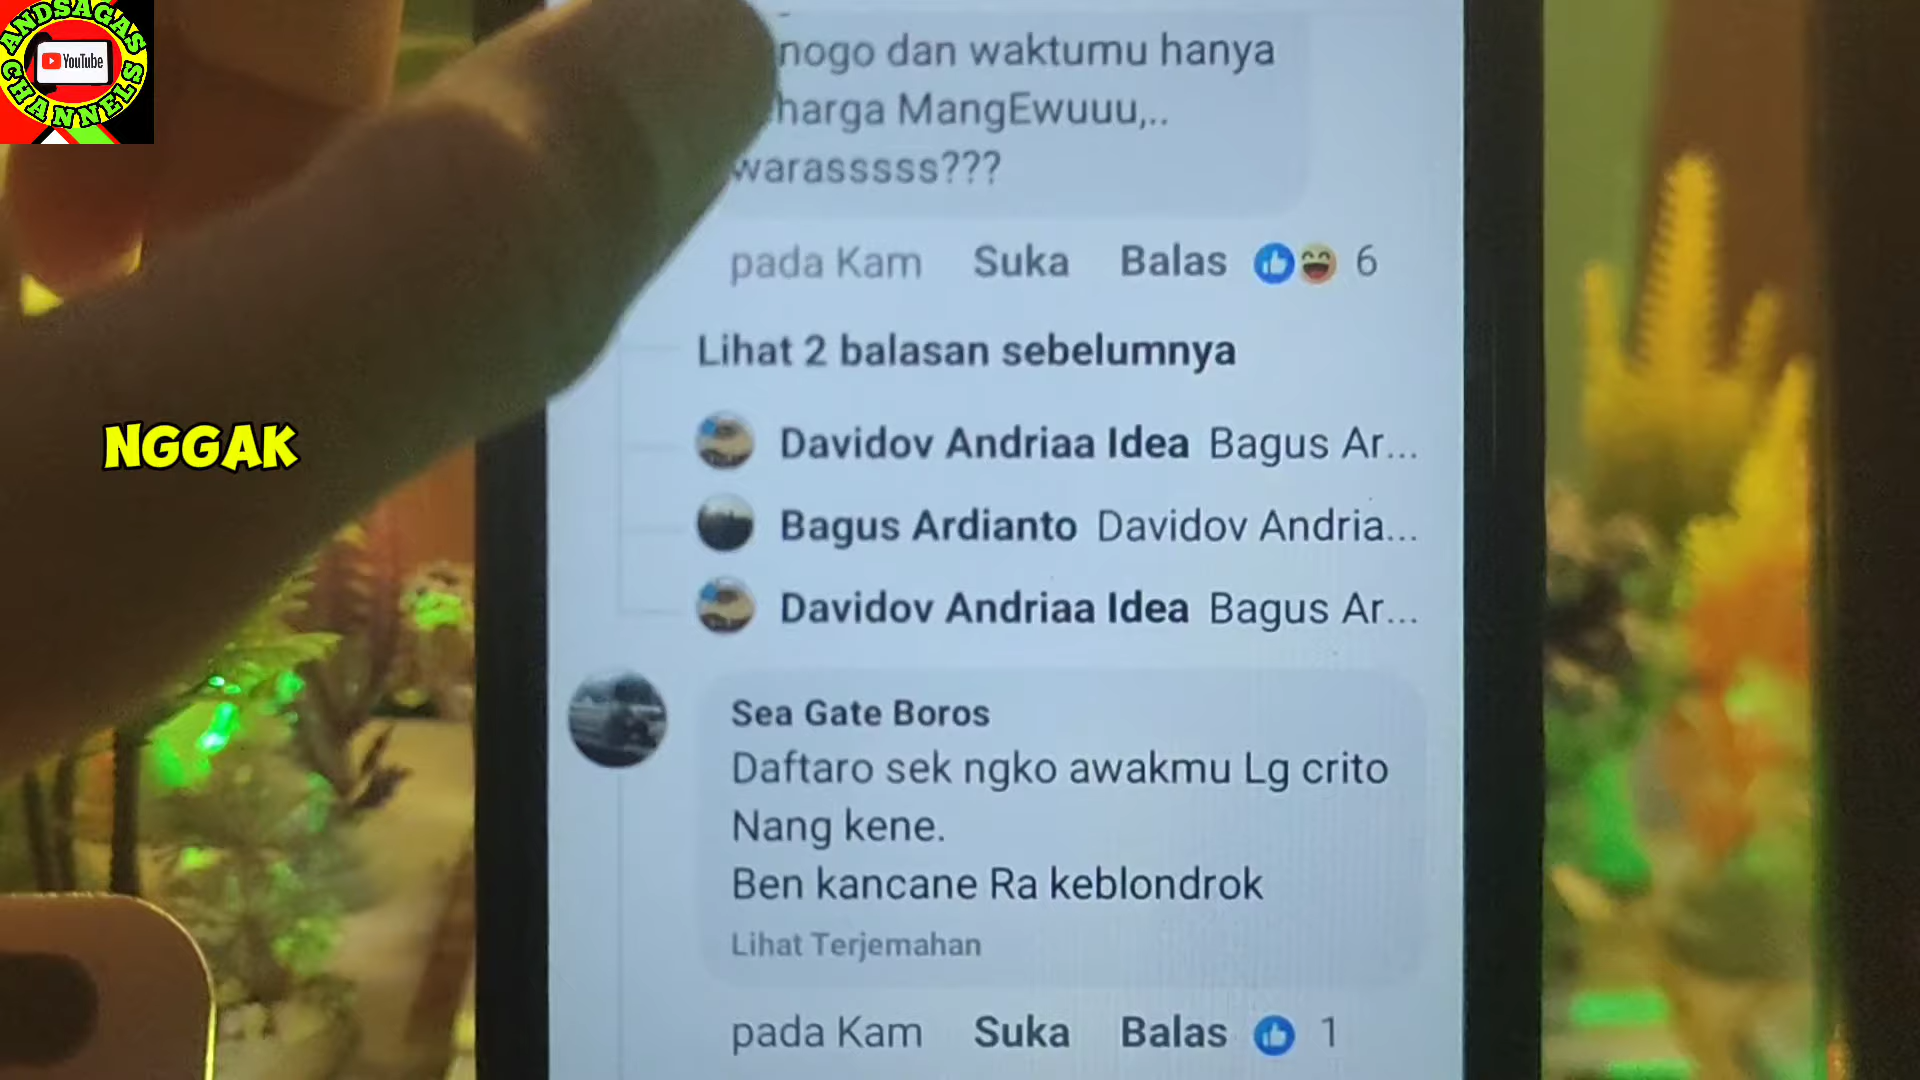 ANDSAGAS
YouTube
CHANNELS
nogo dan waktumu hanya
harga MangEwuuu,..
warasssss???
pada Kam Suka Balas 6
Lihat 2 balasan sebelumnya
NGGAK
Davidov Andriaa Idea Bagus Ar...
Bagus Ardianto Davidov Andria...
Davidov Andriaa Idea Bagus Ar...
Sea Gate Boros
Daftaro sek ngko awakmu Lg crito
Nang kene.
Ben kancane Ra keblondrok
Lihat Terjemahan
pada Kam Suka Balas 1